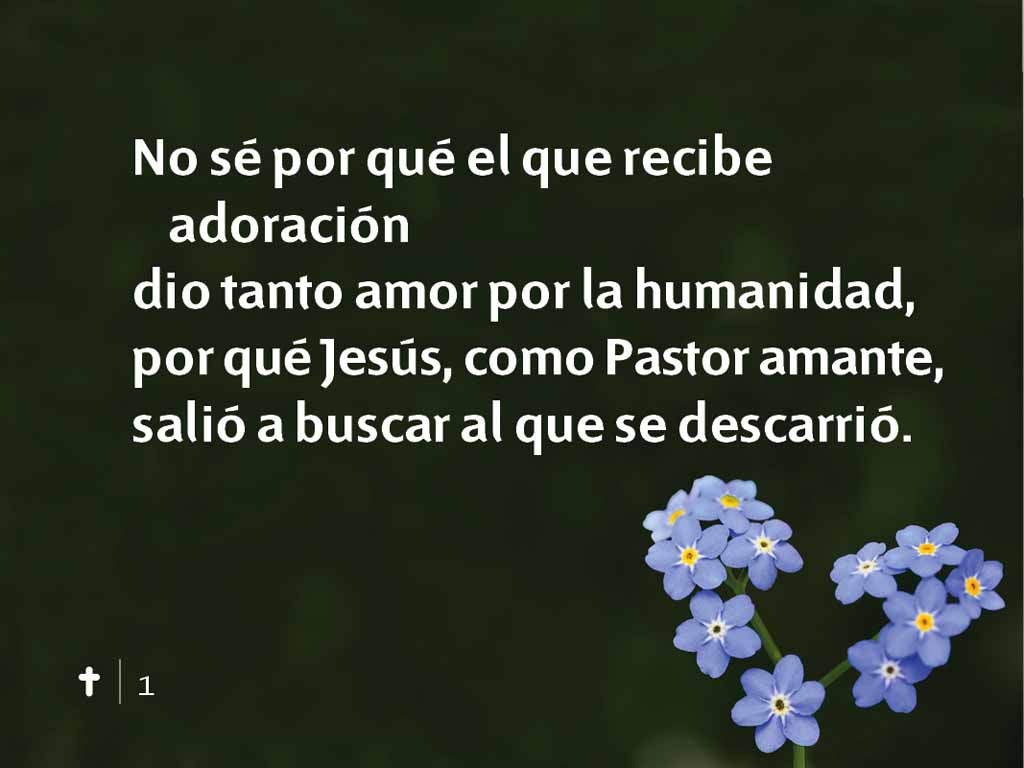 No sé por qué el que recibe
adoración
dio tanto amor por la humanidad,
por qué Jesús, como Pastor amante,
salió a buscar al que se descarrió.
1